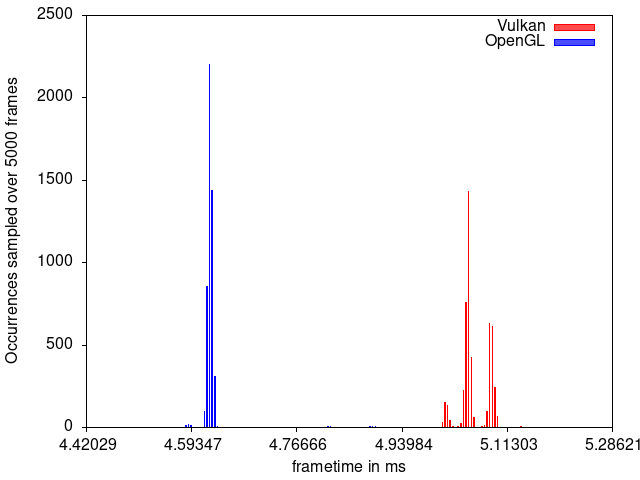 2500
Vulkan
OpenGL
2000
1500
1000
500
0
Occurrences sampled over 5000 frames
4.42029 4.59347 4.76666 4.93984 5.11303 5.28621
frametime in ms